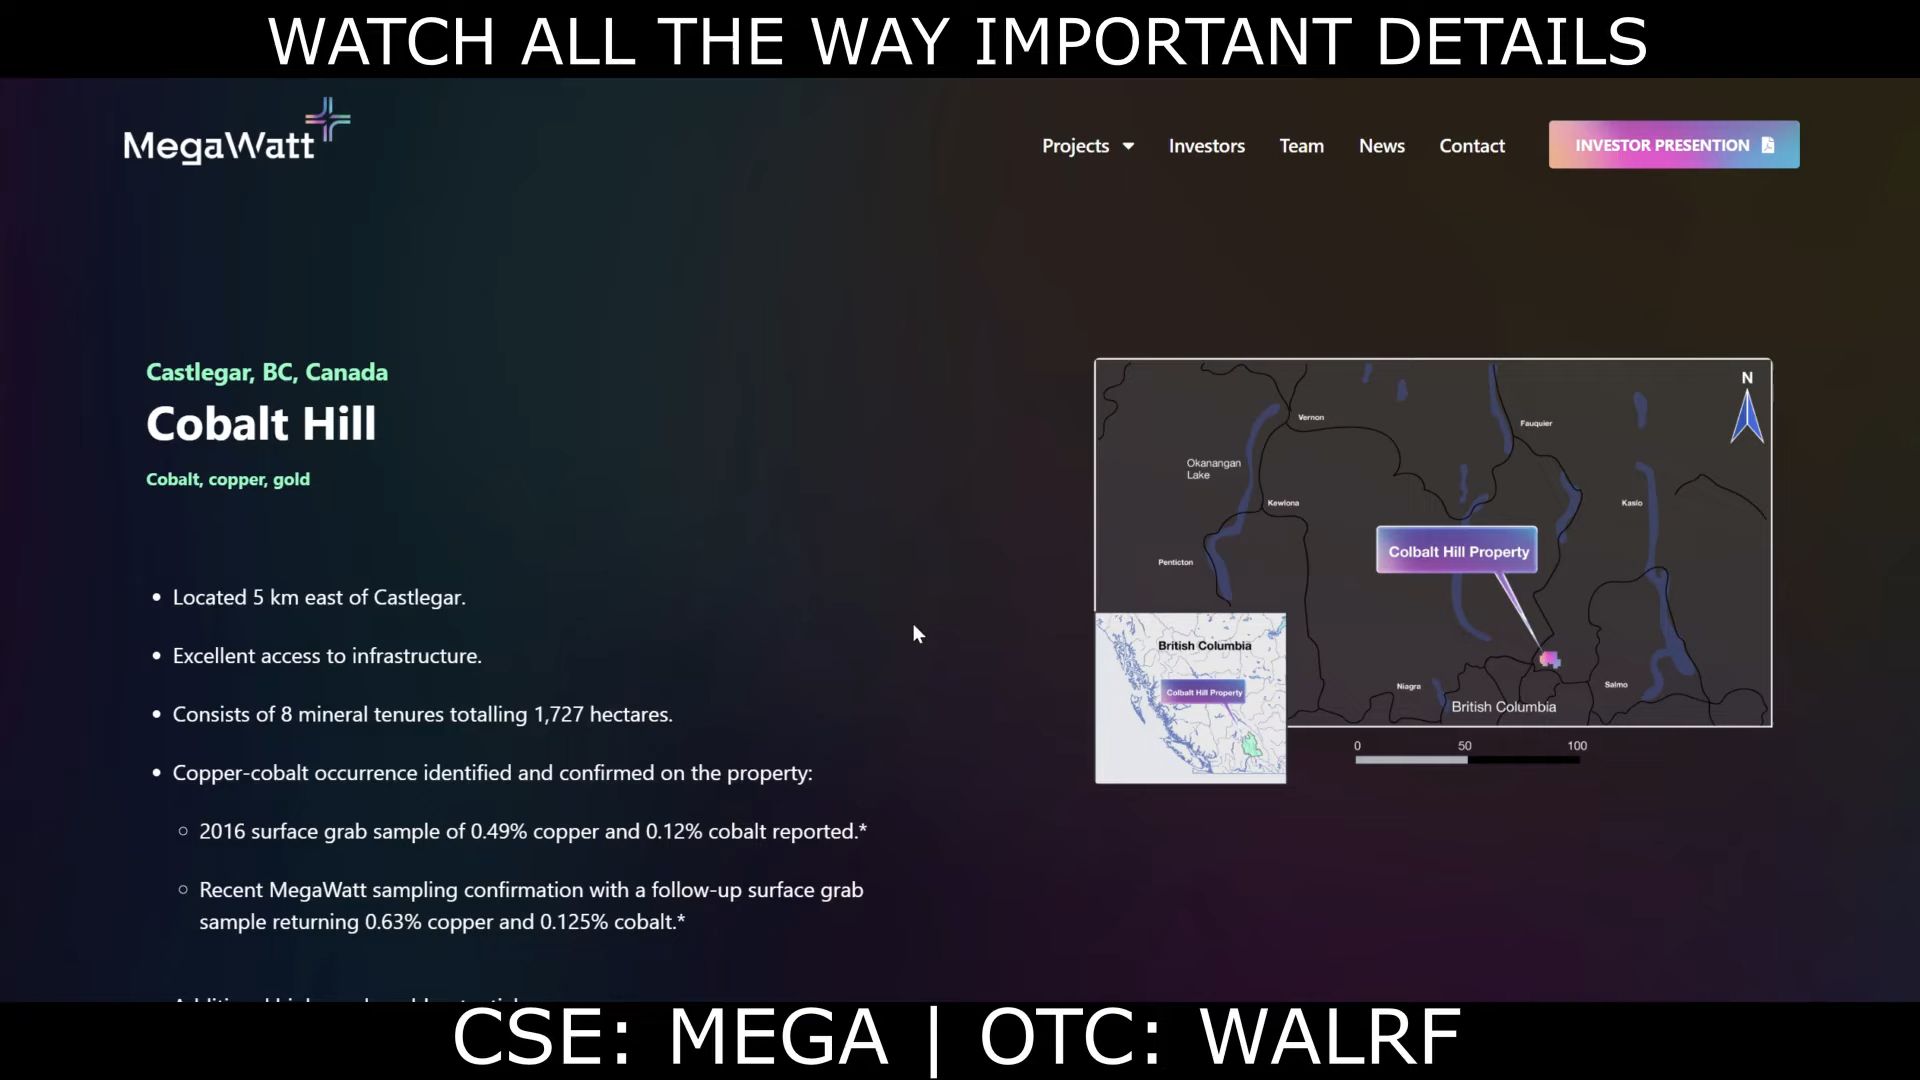 WATCH ALL THE WAY IMPORTANT DETAILS
MegaWatt
Projects
Investors
Team
News
Contact
INVESTOR PRESENTION
Castlegar, BC, Canada
Cobalt Hill
Cobalt, copper, gold
• Located 5 km east of Castlegar.
• Excellent access to infrastructure.
• Consists of 8 mineral tenures totalling 1,727 hectares.
• Copper-cobalt occurrence identified and confirmed on the property:
○ 2016 surface grab sample of 0.49% copper and 0.12% cobalt reported.*
○ Recent MegaWatt sampling confirmation with a follow-up surface grab
sample returning 0.63% copper and 0.125% cobalt.*
N
Vernon
Fauquier
Okanangan
Lake
Kewlona
Kaslo
Colbalt Hill Property
Penticton
British Columbia
Colbalt Hill Property
Niagra
Salmo
British Columbia
0 50 100
CSE: MEGA | OTC: WALRF